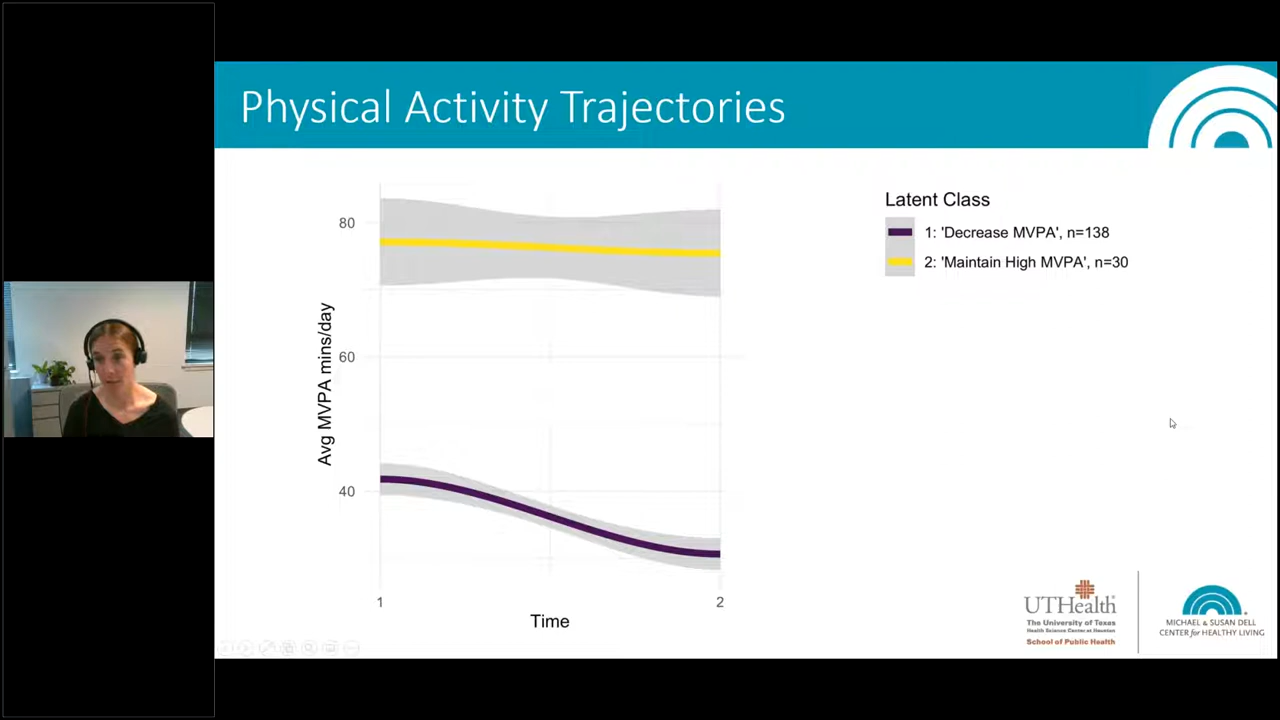 Physical Activity Trajectories
Latent Class
1: 'Decrease MVPA', n=138
2: 'Maintain High MVPA', n=30
Avg MVPA mins/day
80
60
40
1
2
Time
UTHealth
The University of Texas
Health Science Center at Houston
School of Public Health
MICHAEL & SUSAN DELL
CENTER for HEALTHY LIVING